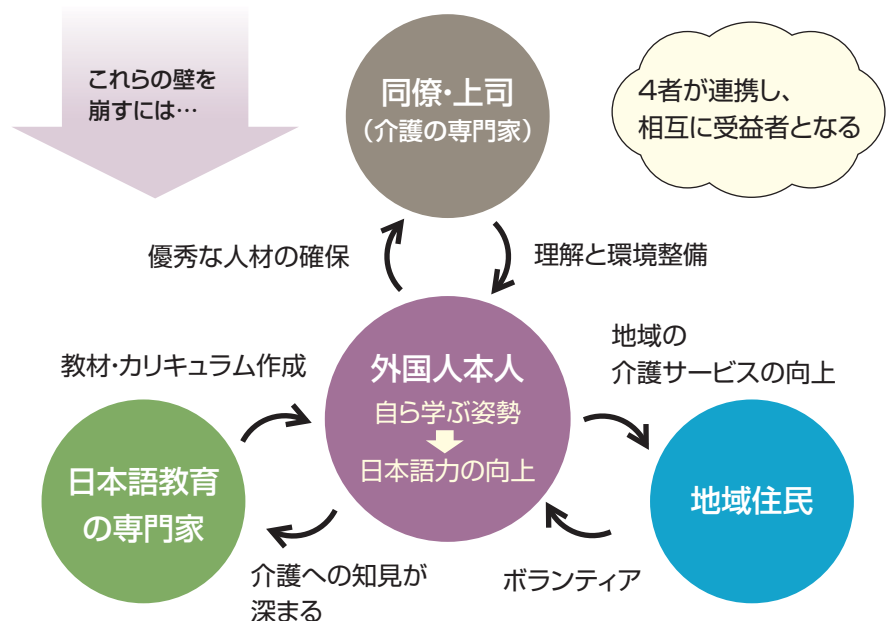 これらの壁を
崩すには…
同僚・上司
（介護の専門家）
4者が連携し、
相互に受益者となる
優秀な人材の確保
理解と環境整備
教材・カリキュラム作成
外国人本人
自ら学ぶ姿勢
日本語力の向上
地域の
介護サービスの向上
日本語教育
の専門家
地域住民
介護への知見が
深まる
ボランティア